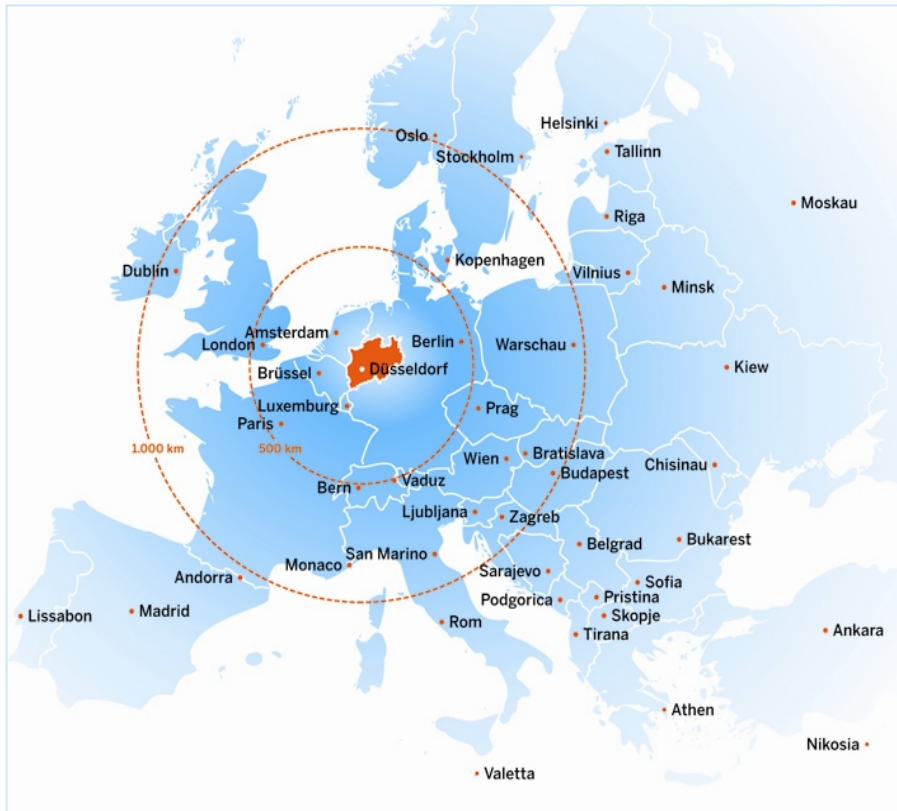 Helsinki
Oslo
Tallinn
Stockholm
Moskau
Riga
Kopenhagen
Dublin
Vilnius
Minsk
Amsterdam
London
Berlin
Warschau
Brüssel
Düsseldorf
Kiew
Luxemburg
Prag
Paris
1.000 km
500 km
Wien
Bratislava
Chisinau
Budapest
Bern
Vaduz
Ljubljana
Zagreb
Belgrad
Bukarest
San Marino
Monaco
Sarajevo
Andorra
Sofia
Podgorica
Pristina
Lissabon
Madrid
Skopje
Rom
Tirana
Ankara
Athen
Nikosia
Valetta